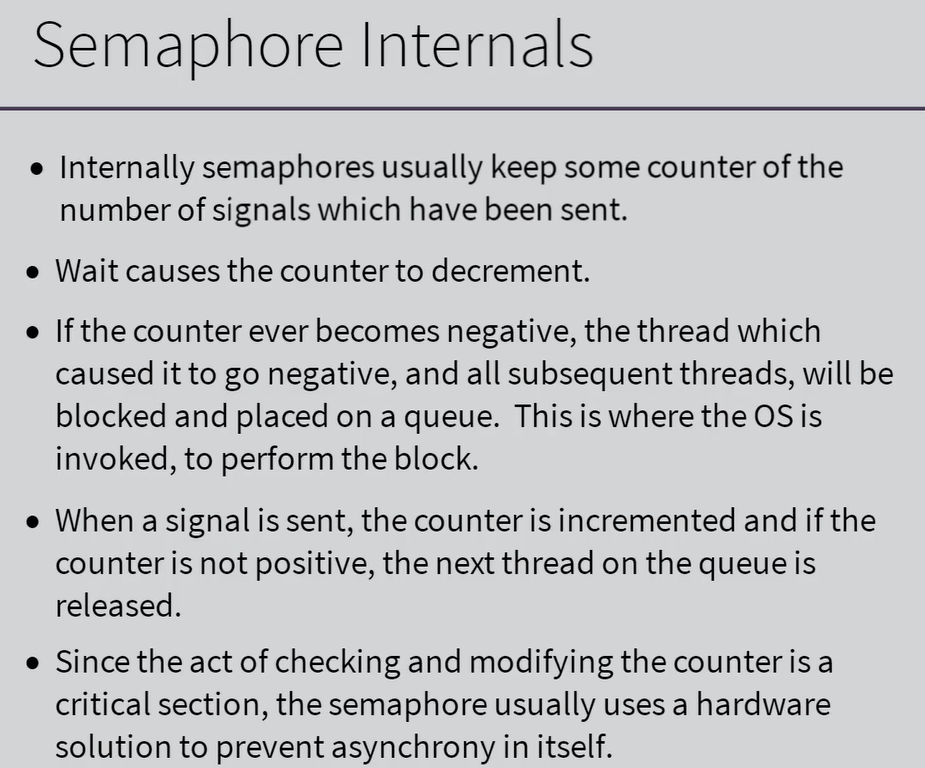 Semaphore Internals
• Internally semaphores usually keep some counter of the
number of signals which have been sent.
• Wait causes the counter to decrement.
• If the counter ever becomes negative, the thread which
caused it to go negative, and all subsequent threads, will be
blocked and placed on a queue.  This is where the OS is
invoked, to perform the block.
• When a signal is sent, the counter is incremented and if the
counter is not positive, the next thread on the queue is
released.
• Since the act of checking and modifying the counter is a
critical section, the semaphore usually uses a hardware
solution to prevent asynchrony in itself.